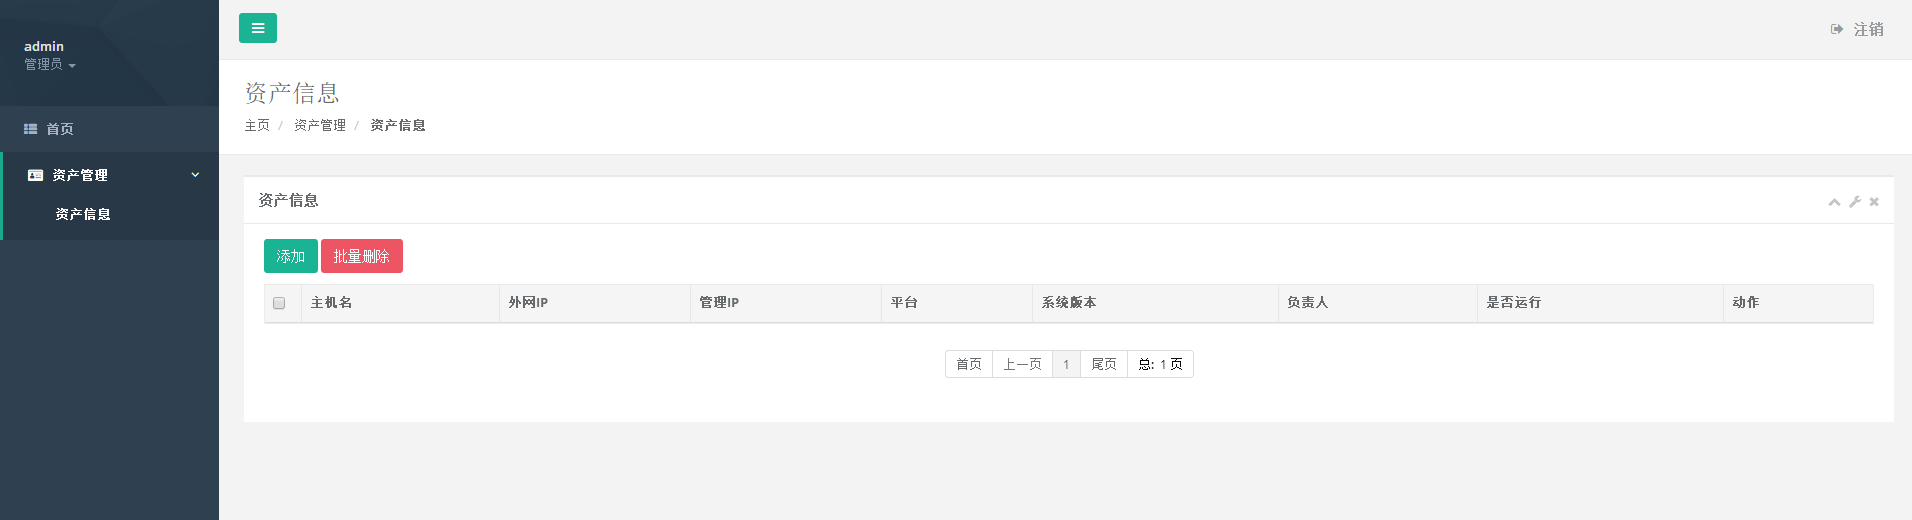 admin
管理员
首页
资产管理
资产信息
注销
资产信息
主页 / 资产管理 / 资产信息
资产信息
添加 批量删除
主机名 外网IP 管理IP 平台 系统版本 负责人 是否运行 动作
首页 上一页 1 尾页 总: 1 页